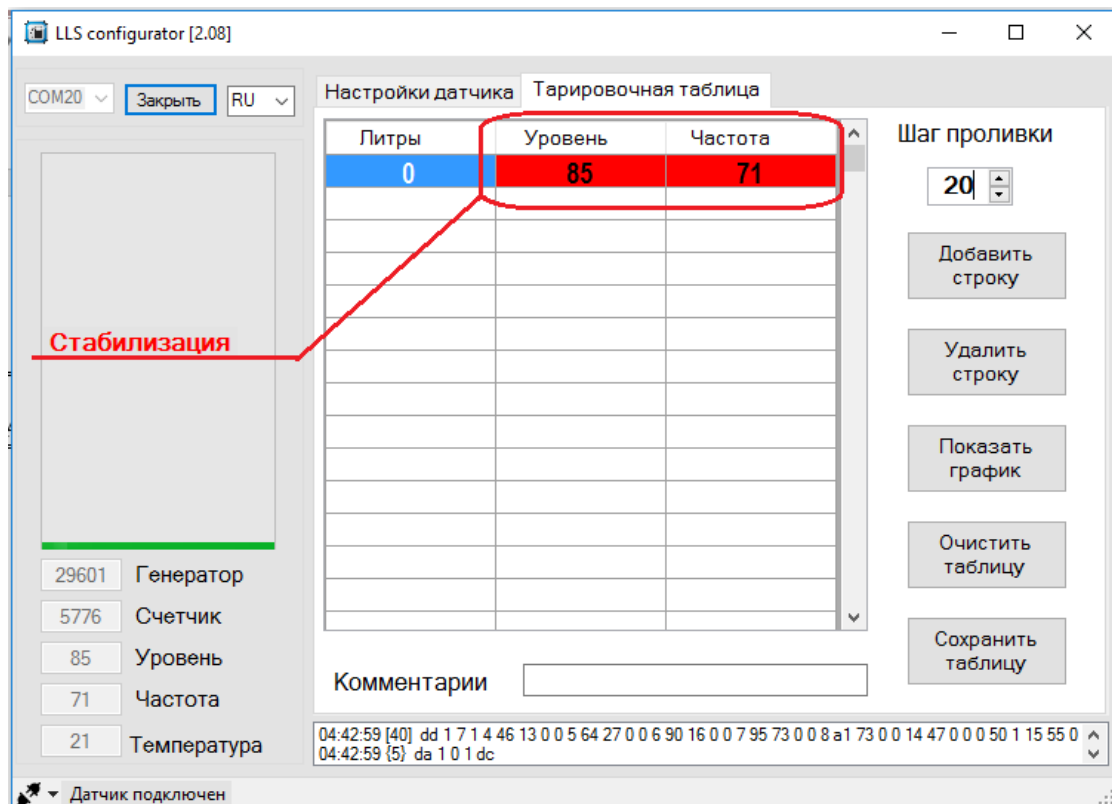 LLS configurator [2.08]
COM20 Закрыть RU
Настройки датчика Тарировочная таблица
Литры Уровень Частота
0 85 71
Шаг проливки
20
Добавить
строку
Удалить
строку
Показать
график
Очистить
таблицу
Сохранить
таблицу
Стабилизация
29601 Генератор
5776 Счетчик
85 Уровень
71 Частота
21 Температура
Комментарии
04:42:59 [40] dd 1 7 1 4 46 13 0 0 5 64 27 0 0 6 90 16 0 0 7 95 73 0 0 8 a1 73 0 0 14 47 0 0 0 50 1 15 55 0
04:42:59 {5} da 1 0 1 dc
Датчик подключен